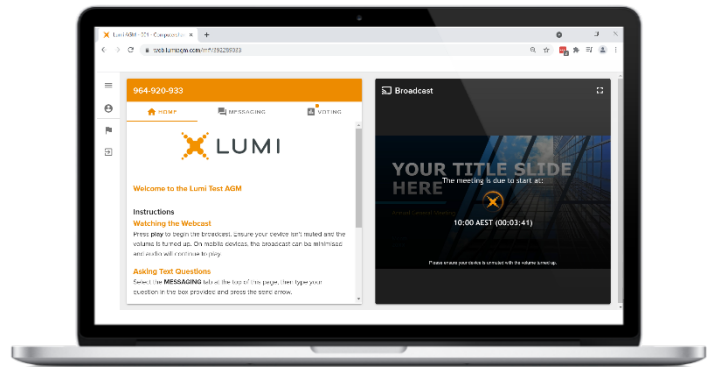 964-920-933
HOME
MESSAGING
VOTING
LUMI
Welcome to the Lumi Test AGM
Instructions
Watching the Webcast
Press play to begin the broadcast. Ensure your device isn't muted and the
volume is turned up. On mobile devices, the broadcast can be minimised
and audio will continue to play.
Asking Text Questions
Select the MESSAGING tab at the top of this page, then type your
question in the box provided and press the send arrow.
Broadcast
YOUR TITLE SLIDE
HERE
The meeting is due to start at:
10:00 AEST (00:03:41)
Please ensure your device is unmuted with the volume turned up.